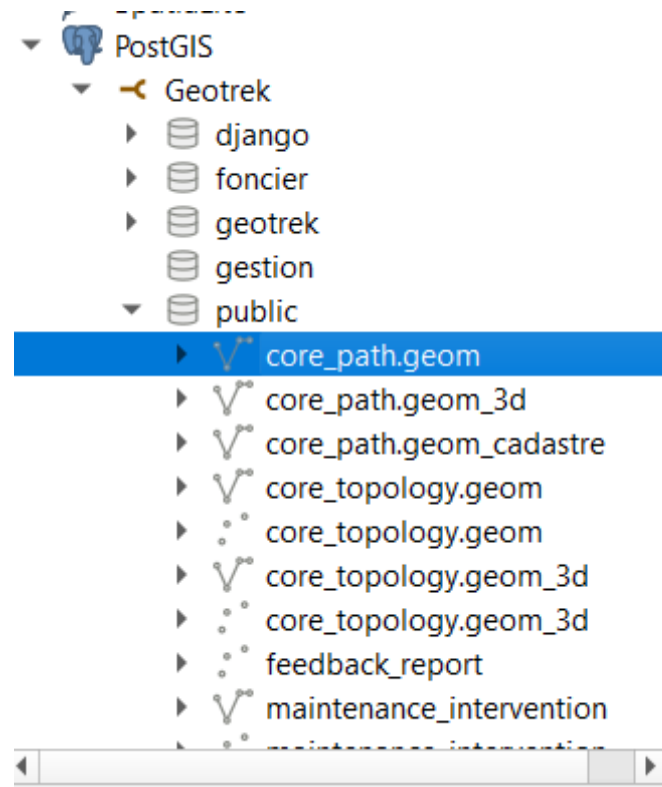 PostGIS
Geotrek
django
foncier
geotrek
gestion
public
core_path.geom
core_path.geom_3d
core_path.geom_cadastre
core_topology.geom
core_topology.geom
core_topology.geom_3d
core_topology.geom_3d
feedback_report
maintenance_intervention